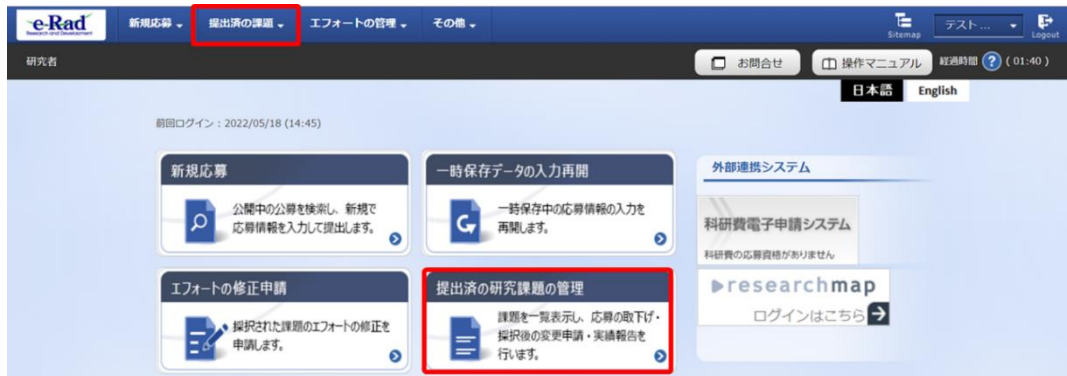 e-Rad
Research and Development
新規応募
提出済の課題
エフォートの管理
その他
Sitemap
テスト...
Logout
研究者
お問合せ
操作マニュアル
経過時間 ? ( 01:40 )
日本語 English
前回ログイン：2022/05/18 (14:45)
新規応募
公開中の公募を検索し、新規で
応募情報を入力して提出します。
一時保存データの入力再開
一時保存中の応募情報の入力を
再開します。
外部連携システム
科研費電子申請システム
科研費の応募資格がありません
エフォートの修正申請
採択された課題のエフォートの修正を
申請します。
提出済の研究課題の管理
課題を一覧表示し、応募の取下げ・
採択後の変更申請・実績報告を
行います。
researchmap
ログインはこちら